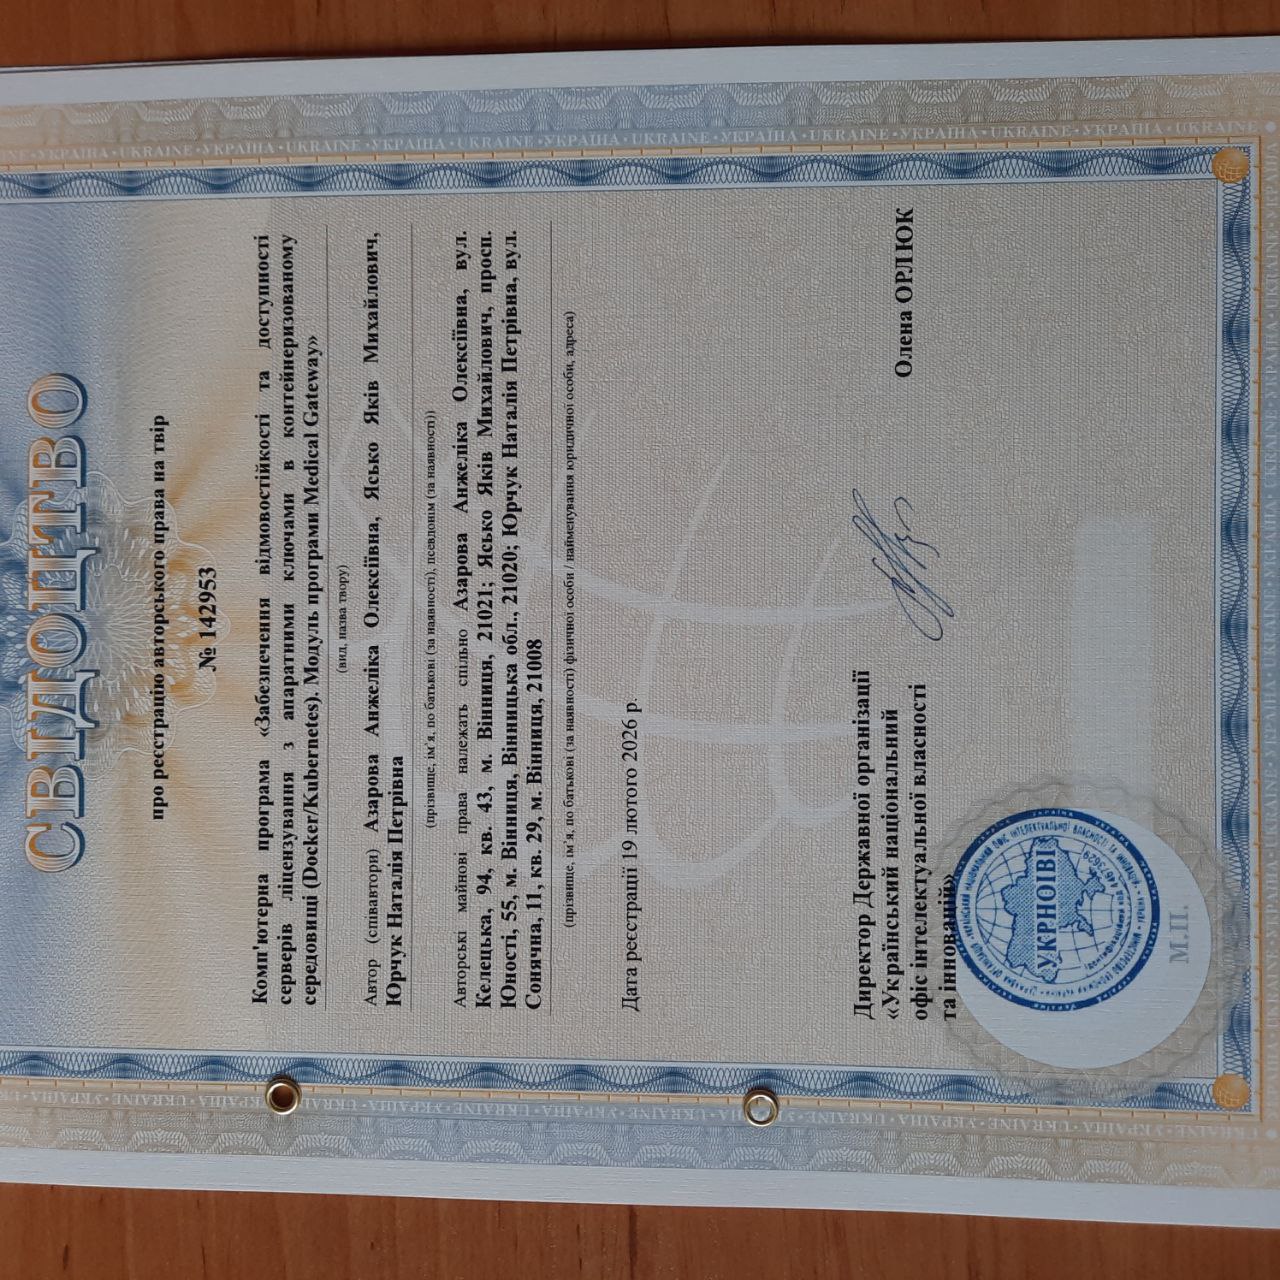 СВІДОЦТВО
про реєстрацію авторського права на твір
№ 142953
Комп'ютерна програма «Забезпечення відмовостійкості та доступності
серверів ліцензування з апаратними ключами в контейнеризованому
середовищі (Docker/Kubernetes). Модуль програми Medical Gateway»
(вид, назва твору)
Автор (співавтори) Азарова Анжеліка Олексіївна, Ясько Яків Михайлович,
Юрчук Наталія Петрівна
(прізвище, ім'я, по батькові (за наявності), псевдонім (за наявності))
Авторські майнові права належать спільно Азарова Анжеліка Олексіївна, вул.
Келецька, 94, кв. 43, м. Вінниця, 21021; Ясько Яків Михайлович, просп.
Юності, 55, м. Вінниця, Вінницька обл., 21020; Юрчук Наталія Петрівна, вул.
Сонячна, 11, кв. 29, м. Вінниця, 21008
(прізвище, ім'я, по батькові (за наявності) фізичної особи / найменування юридичної особи, адреса)
Дата реєстрації 19 лютого 2026 р.
Директор Державної організації
«Український національний
офіс інтелектуальної власності
та інновацій»
Олена ОРЛЮК
УКРНОІВІ
М.П.
УКРАЇНА • UKRAINE • УКРАЇНА • UKRAINE